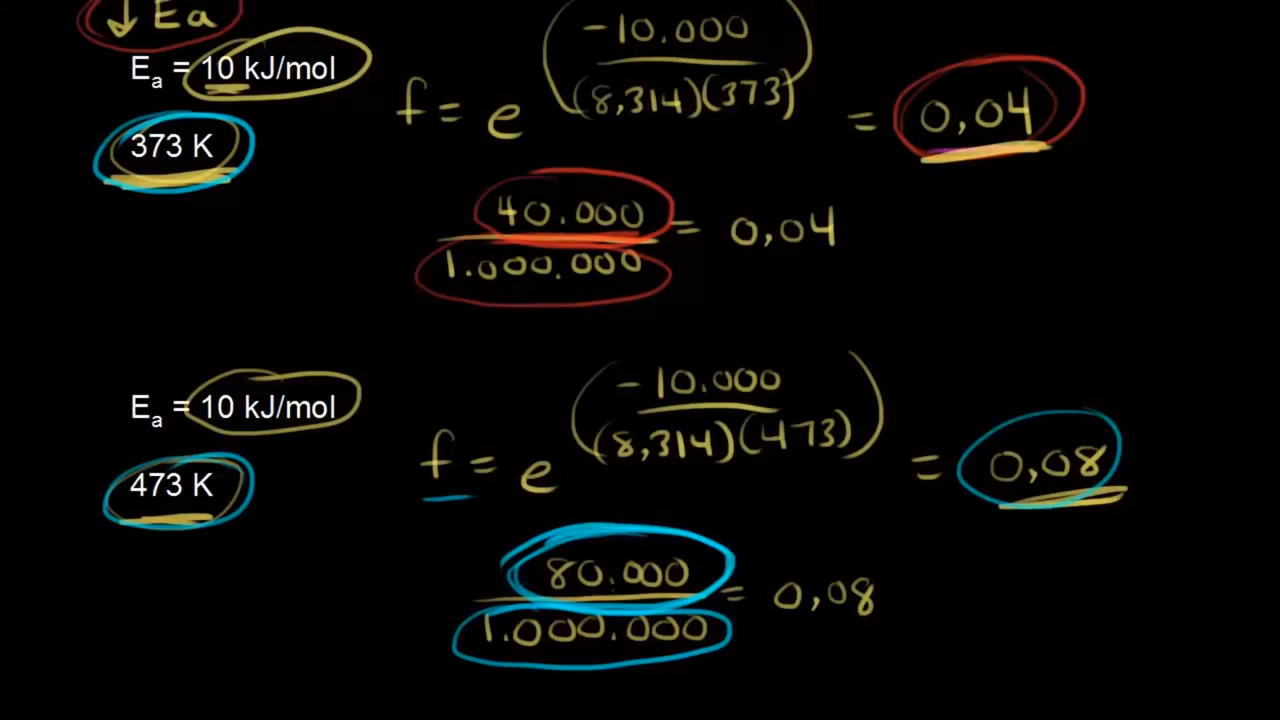 ↓ Ea
Ea = 10 kJ/mol
373 K
f = e^(-10.000/(8,314)(373)) = 0,04
40.000/1.000.000 = 0,04
Ea = 10 kJ/mol
473 K
f = e^(-10.000/(8,314)(473)) = 0,08
80.000/1.000.000 = 0,08